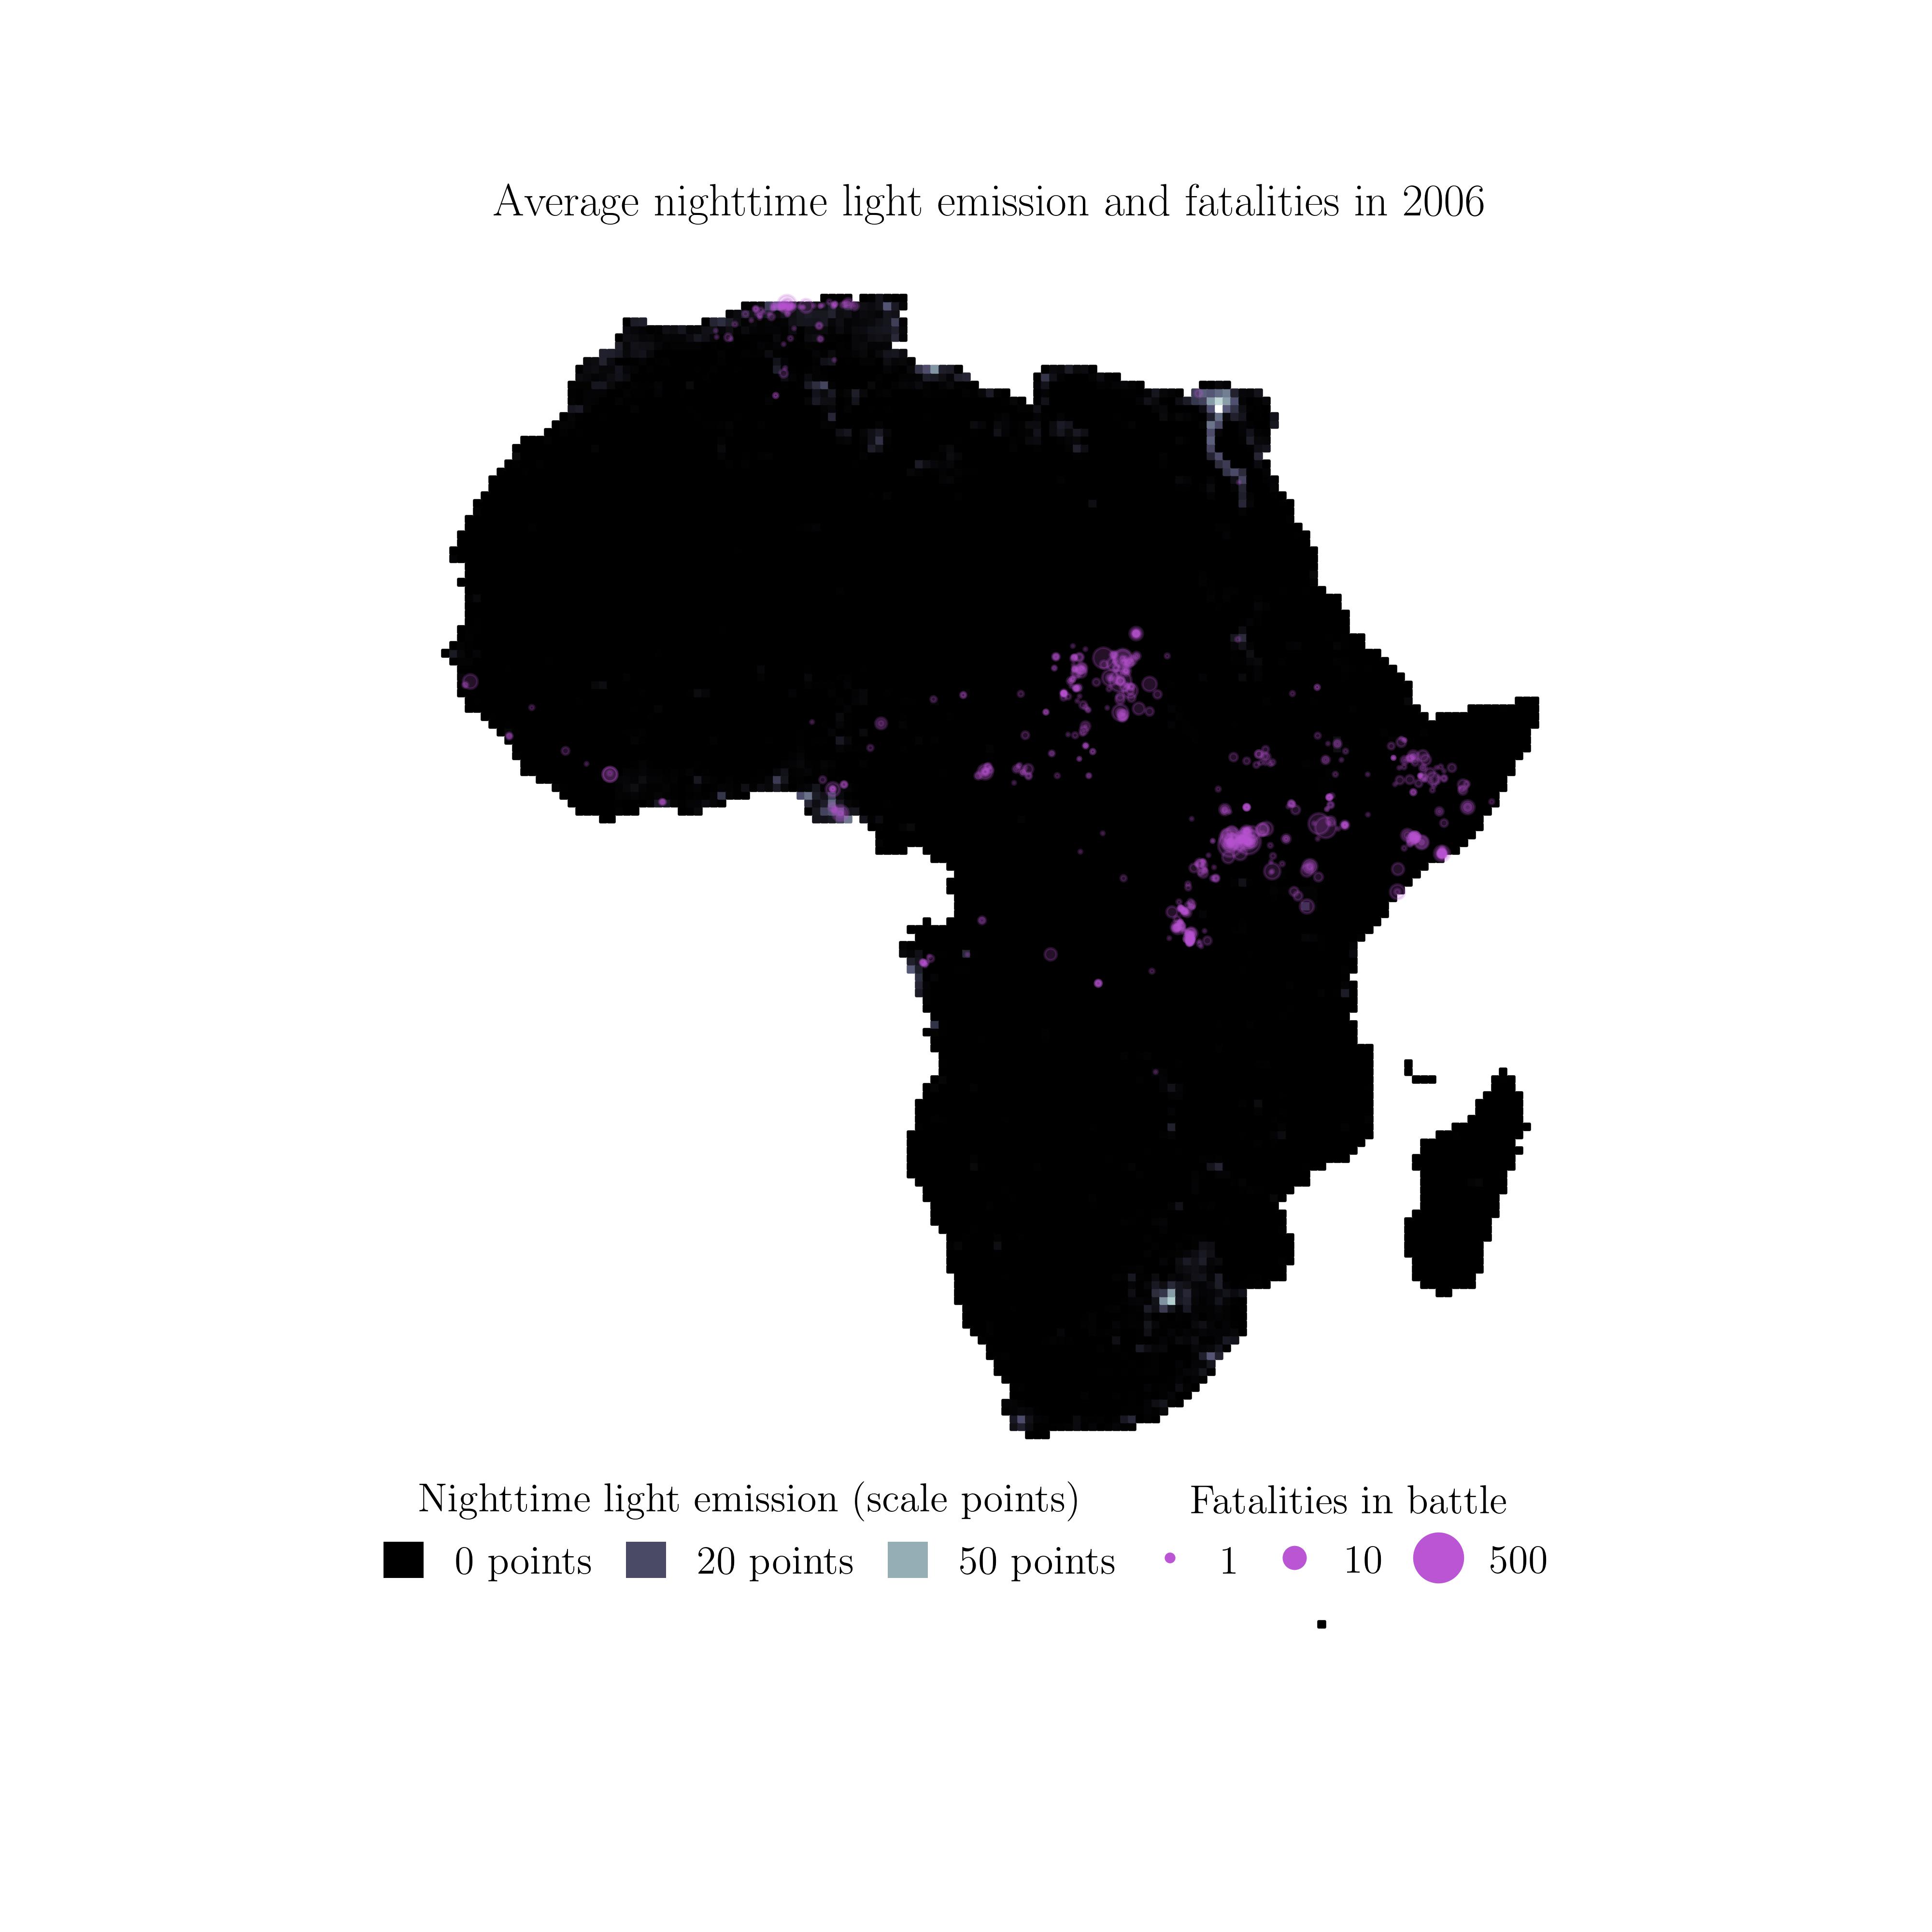 Average nighttime light emission and fatalities in 2006
Nighttime light emission (scale points)
0 points 20 points 50 points
Fatalities in battle
1 10 500